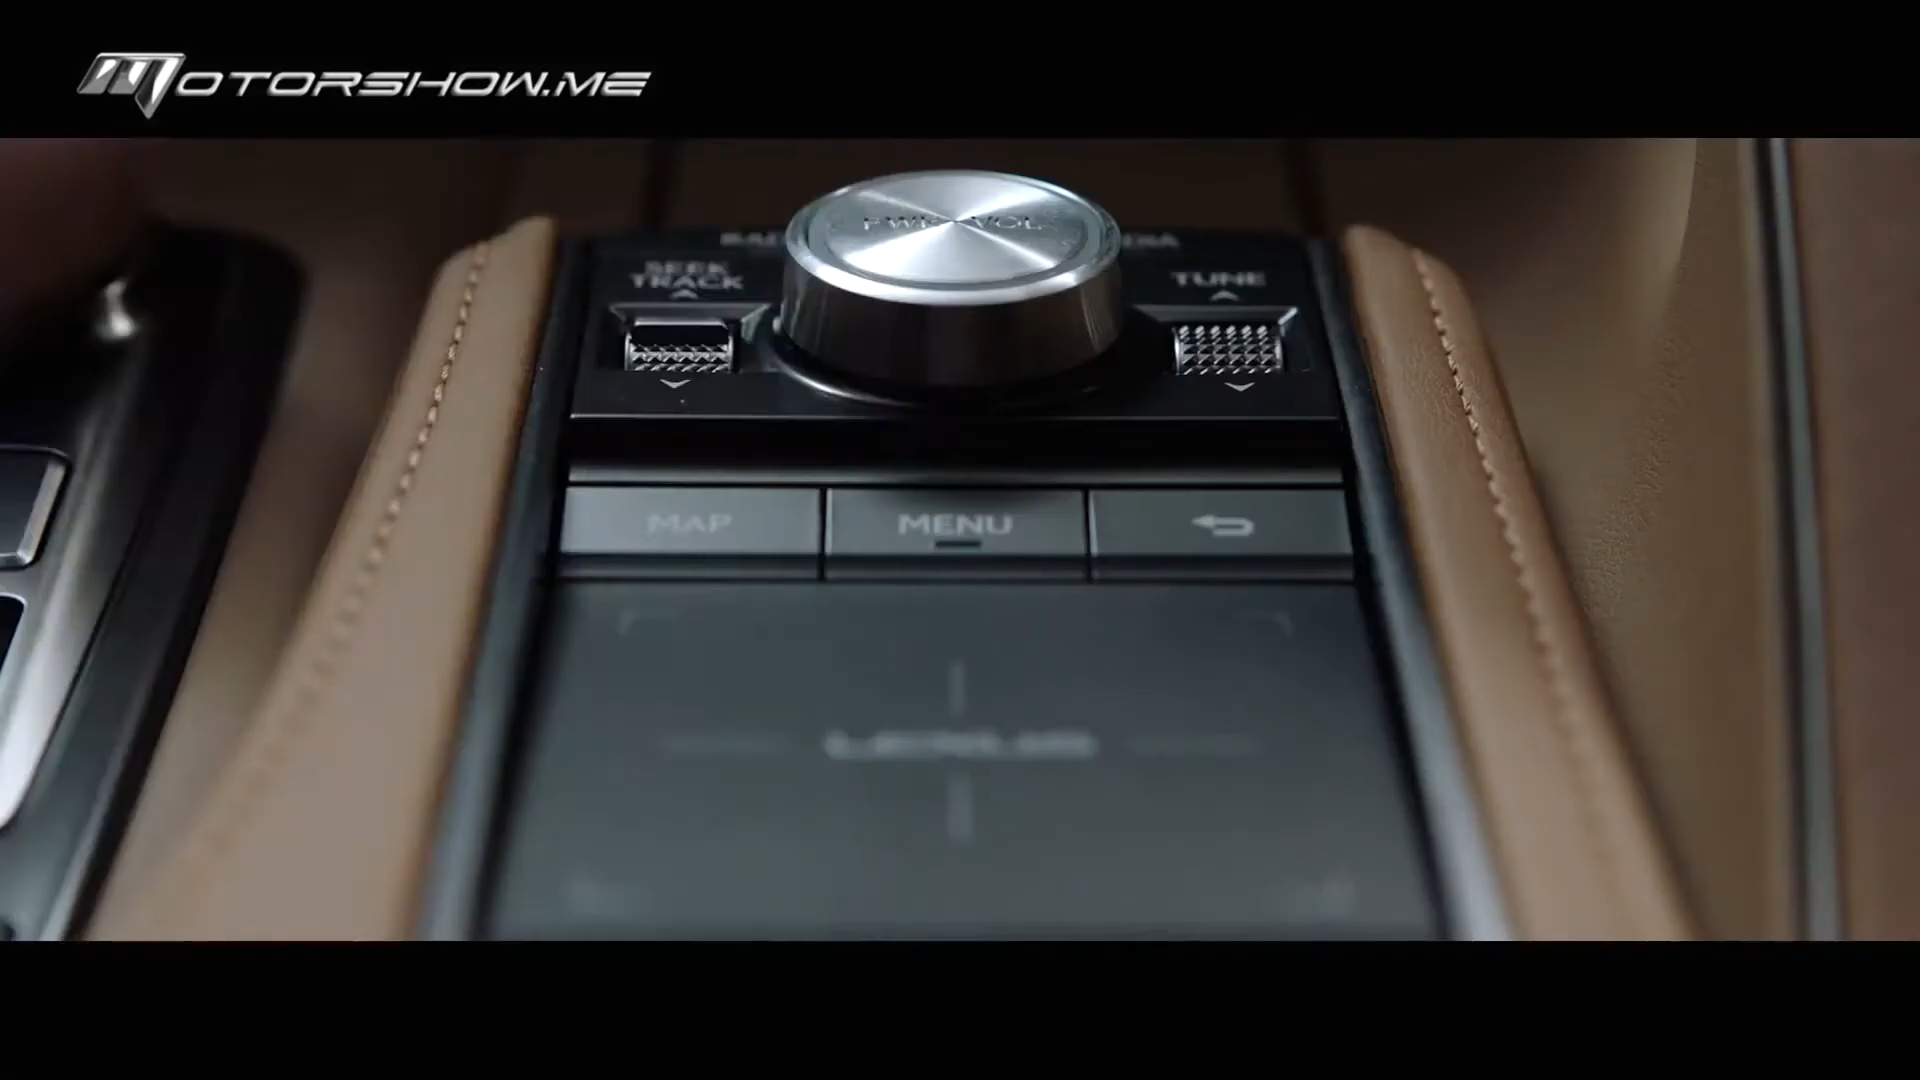 MOTORSHOW.ME
PWR VOL
SEEK
TRACK
TUNE
MAP
MENU
LEXUS